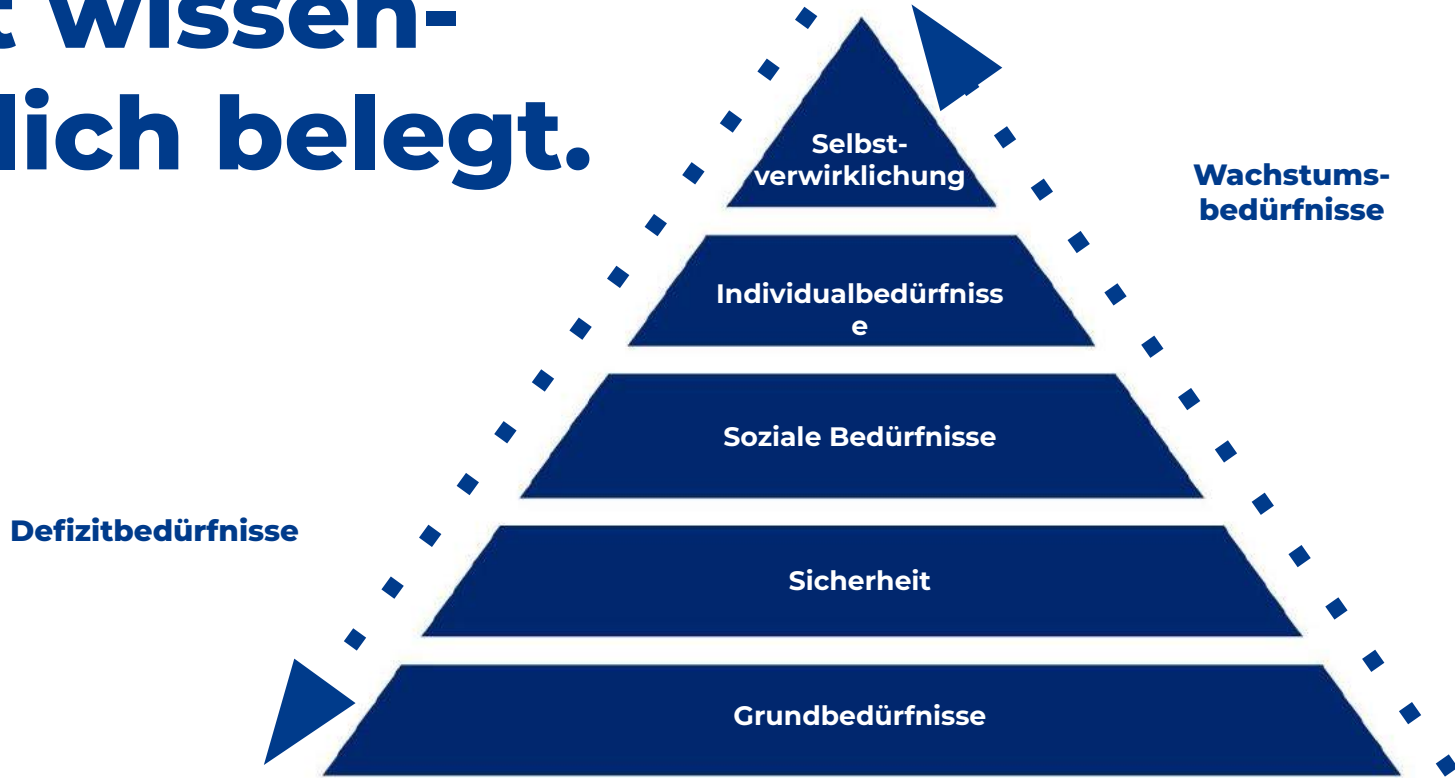 t wissen-
lich belegt.
Selbst-
verwirklichung
Wachstums-
bedürfnisse
Individualbedürfniss
e
Soziale Bedürfnisse
Defizitbedürfnisse
Sicherheit
Grundbedürfnisse